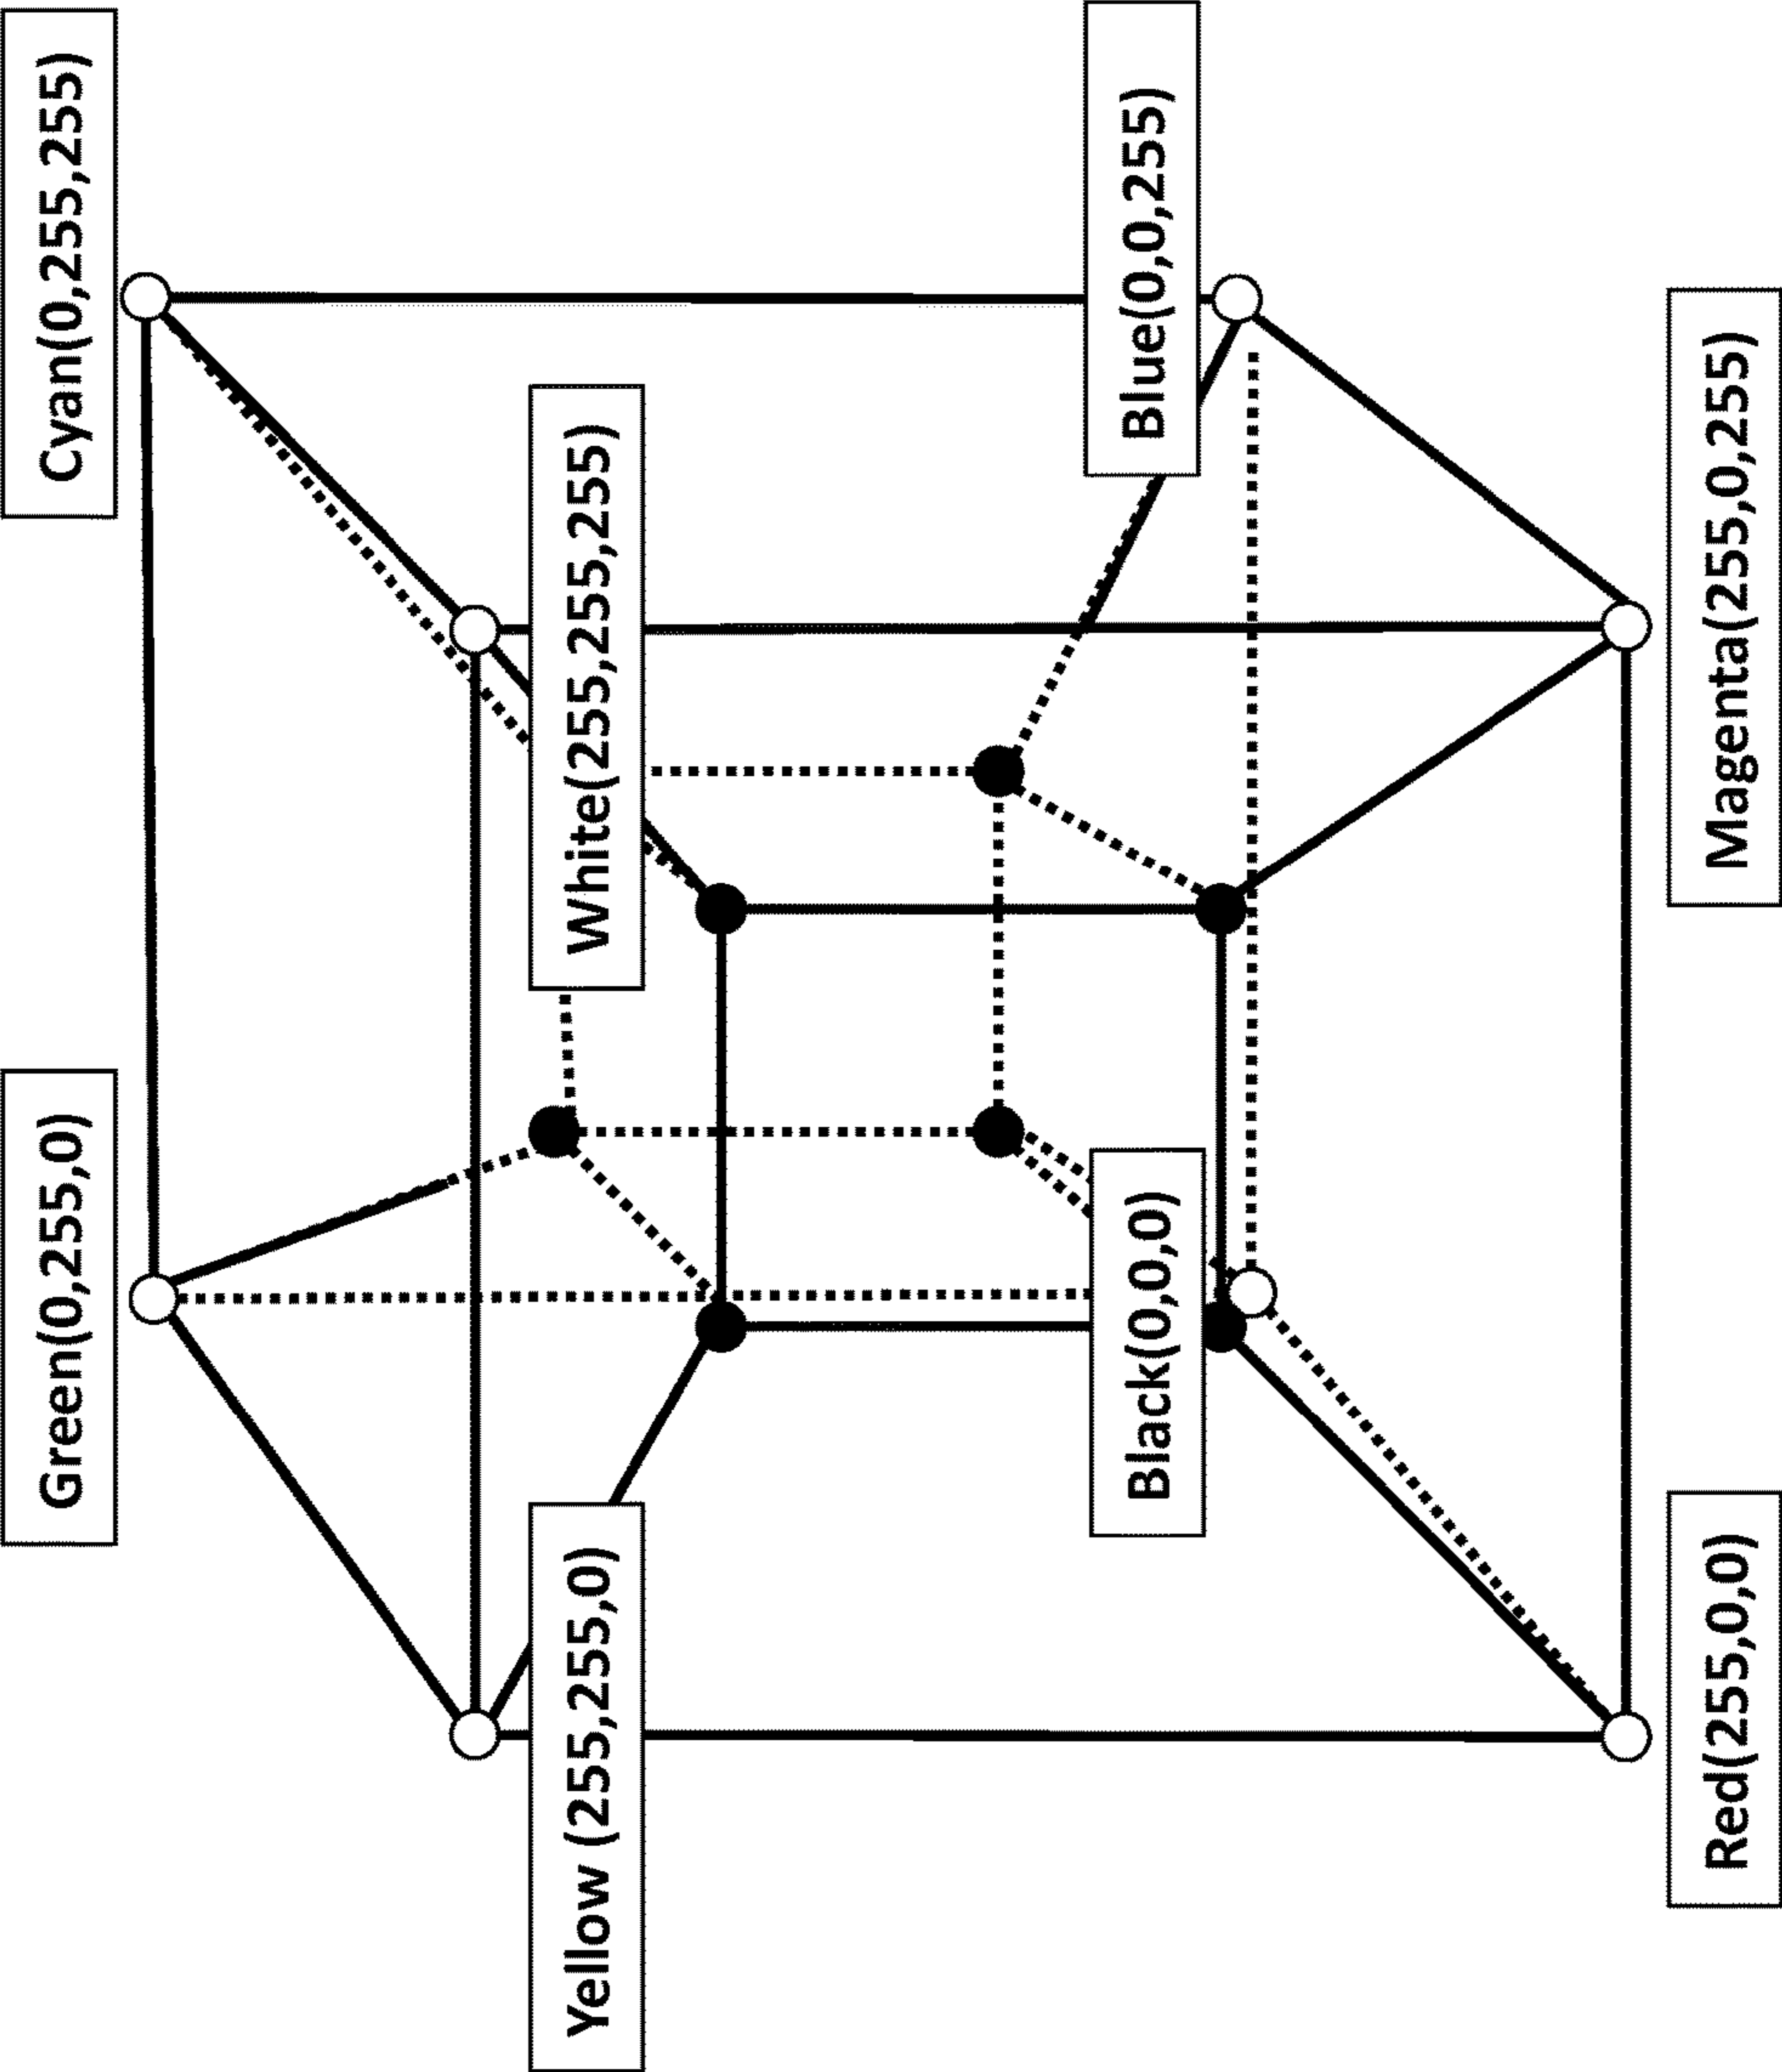 Green(0,255,0)
Cyan(0,255,255)
Yellow (255,255,0)
White(255,255,255)
Black(0,0,0)
Blue(0,0,255)
Red(255,0,0)
Magenta(255,0,255)